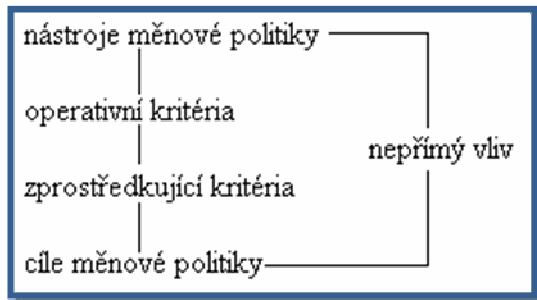 nástroje měnové politiky
operativní kritéria
nepřímý vliv
zprostředkující kritéria
cíle měnové politiky